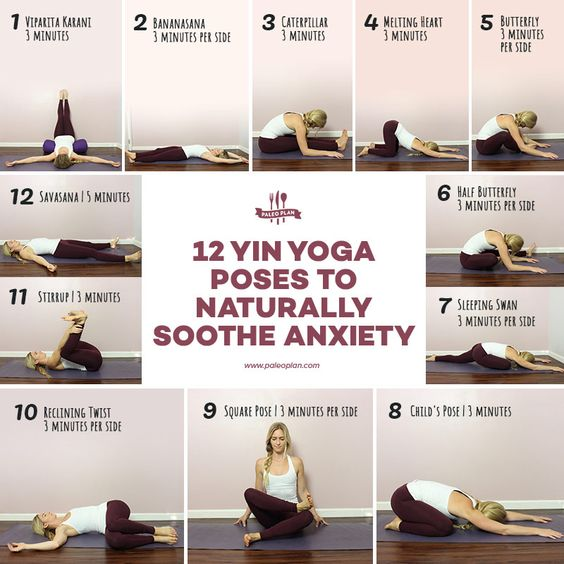 1 Viparita Karani
3 minutes
2 Bananasana
3 minutes per side
3 Caterpillar
3 minutes
4 Melting Heart
3 minutes
5 Butterfly
3 minutes
per side
12 Savasana | 5 minutes
PALEO PLAN
6 Half Butterfly
3 minutes per side
12 YIN YOGA
POSES TO
NATURALLY
SOOTHE ANXIETY
www.paleoplan.com
11 Stirrup | 3 minutes
7 Sleeping Swan
3 minutes per side
10 Reclining Twist
3 minutes per side
9 Square Pose | 3 minutes per side
8 Child's Pose | 3 minutes